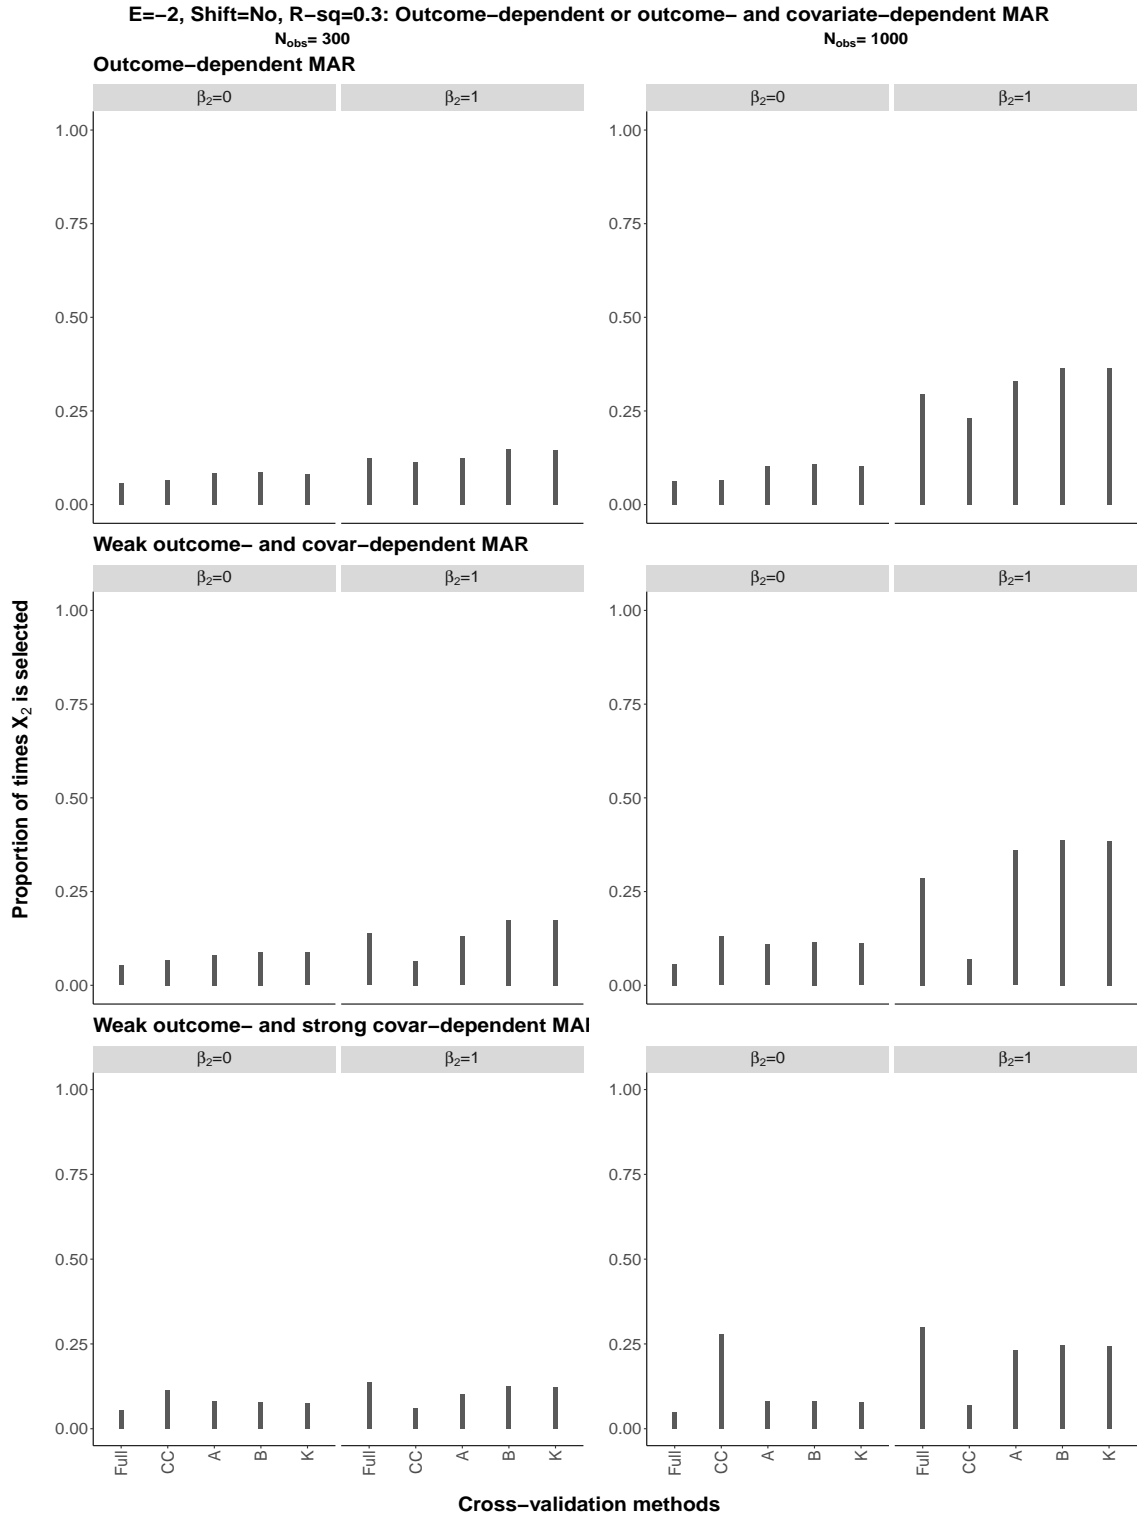 E=−2, Shift=No, R−sq=0.3: Outcome−dependent or outcome− and covariate−dependent MAR
N_obs= 300
N_obs= 1000
Outcome−dependent MAR
β₂=0 β₂=1 β₂=0 β₂=1
1.00 1.00
0.75 0.75
0.50 0.50
0.25 0.25
0.00 0.00
Weak outcome− and covar−dependent MAR
β₂=0 β₂=1 β₂=0 β₂=1
1.00 1.00
0.75 0.75
0.50 0.50
0.25 0.25
0.00 0.00
Proportion of times X₂ is selected
Weak outcome− and strong covar−dependent MA
β₂=0 β₂=1 β₂=0 β₂=1
1.00 1.00
0.75 0.75
0.50 0.50
0.25 0.25
0.00 0.00
Full CC A B K Full CC A B K Full CC A B K Full CC A B K
Cross−validation methods